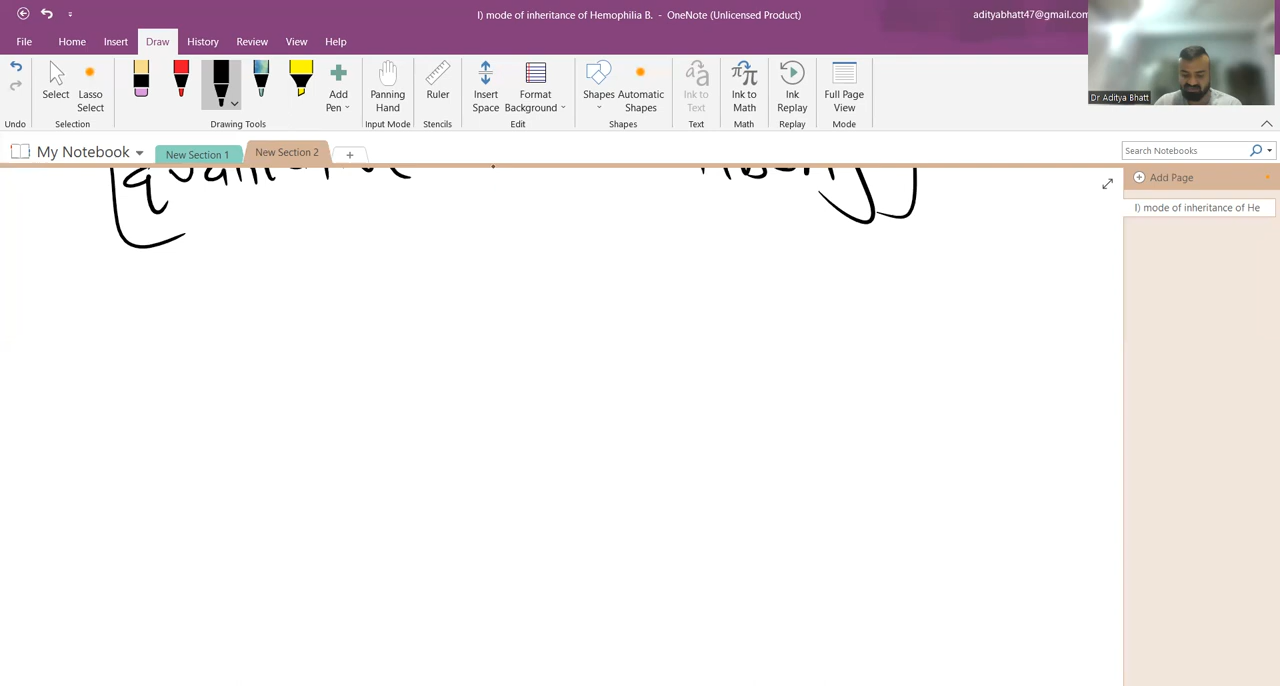 I) mode of inheritance of Hemophilia B. - OneNote (Unlicensed Product)
adityabhatt47@gmail.com
File Home Insert Draw History Review View Help
Select
Lasso Select
Add Pen
Panning Hand
Ruler
Insert Space
Format Background
Shapes
Automatic Shapes
Ink to Text
Ink to Math
Ink Replay
Full Page View
Dr Aditya Bhatt
Undo Selection Drawing Tools Input Mode Stencils Edit Shapes Text Math Replay Mode
My Notebook New Section 1 New Section 2
Search Notebooks
Add Page
I) mode of inheritance of He